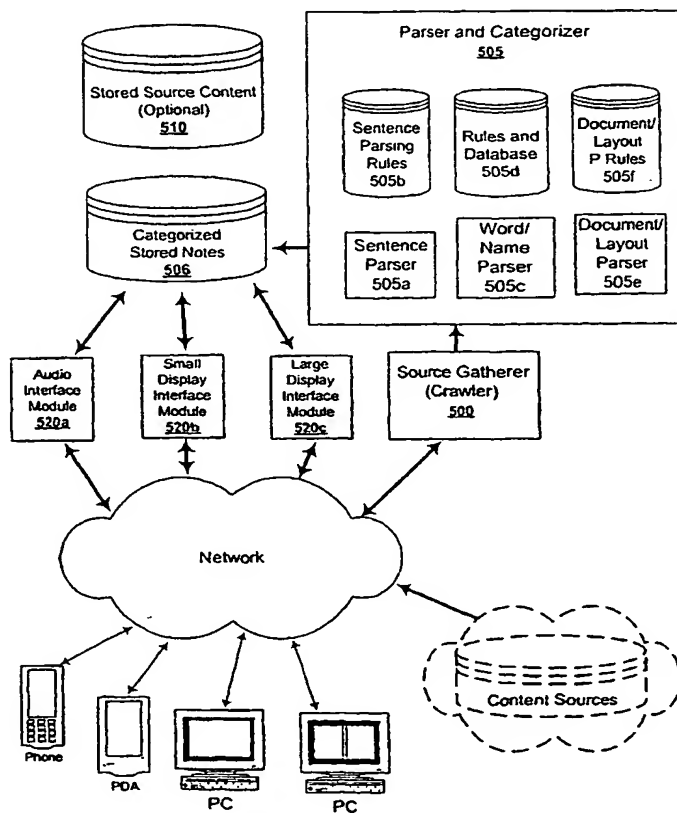 Parser and Categorizer
505
Stored Source Content
(Optional)
510
Sentence
Parsing
Rules
505b
Rules and
Database
505d
Document/
Layout
P Rules
505f
Categorized
Stored Notes
506
Sentence
Parser
505a
Word/
Name
Parser
505c
Document/
Layout
Parser
505e
Audio
Interface
Module
520a
Small
Display
Interface
Module
520b
Large
Display
Interface
Module
520c
Source Gatherer
(Crawler)
500
Network
Content Sources
Phone
PDA
PC
PC